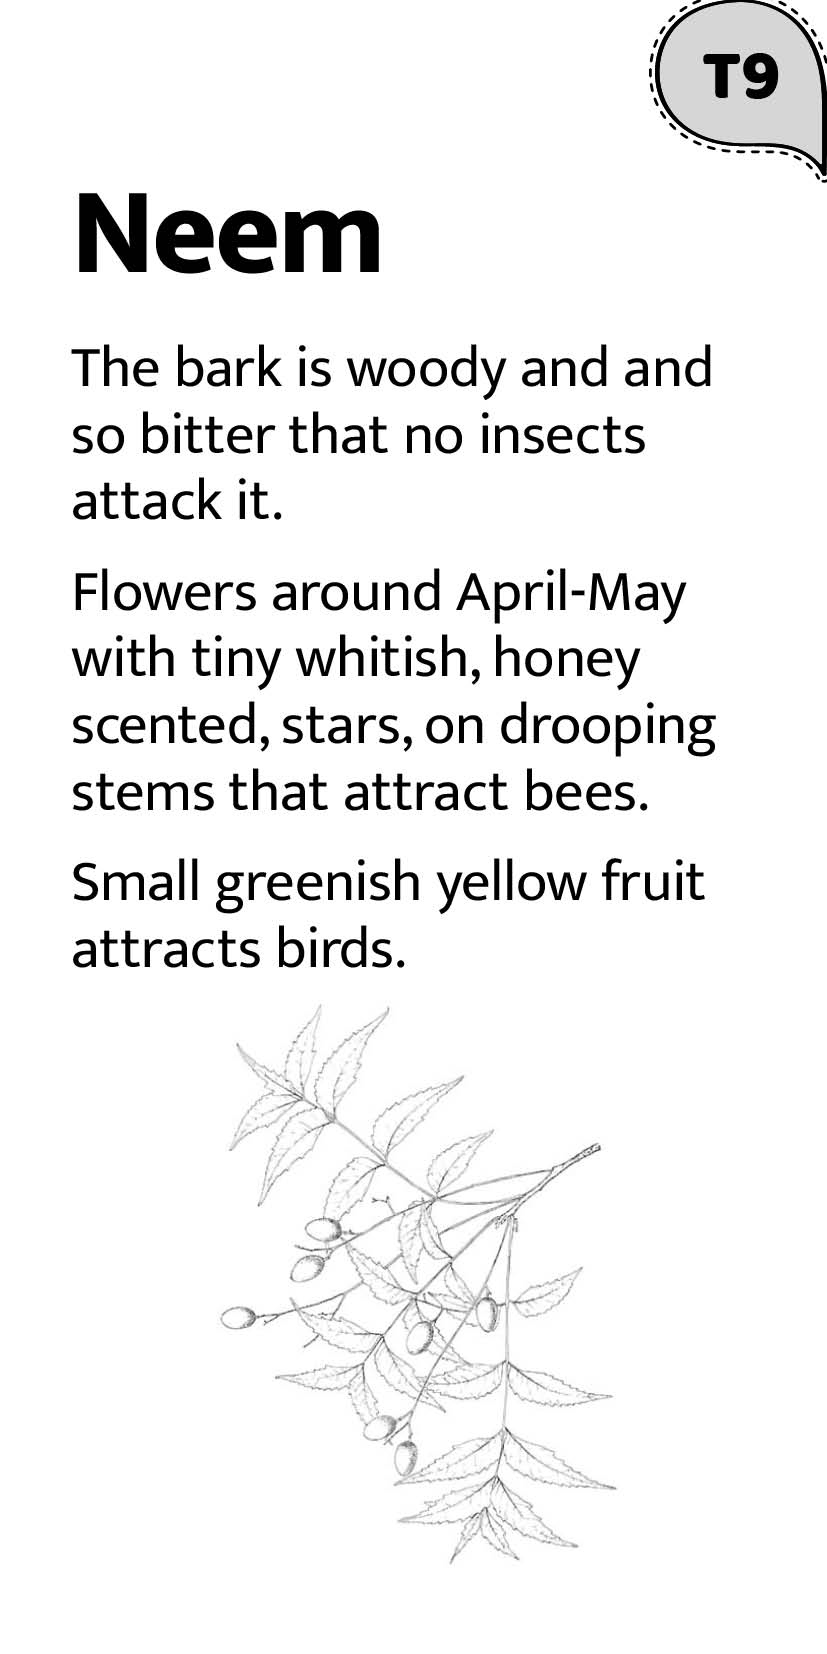 T9
Neem
The bark is woody and and
so bitter that no insects
attack it.
Flowers around April-May
with tiny whitish, honey
scented, stars, on drooping
stems that attract bees.
Small greenish yellow fruit
attracts birds.